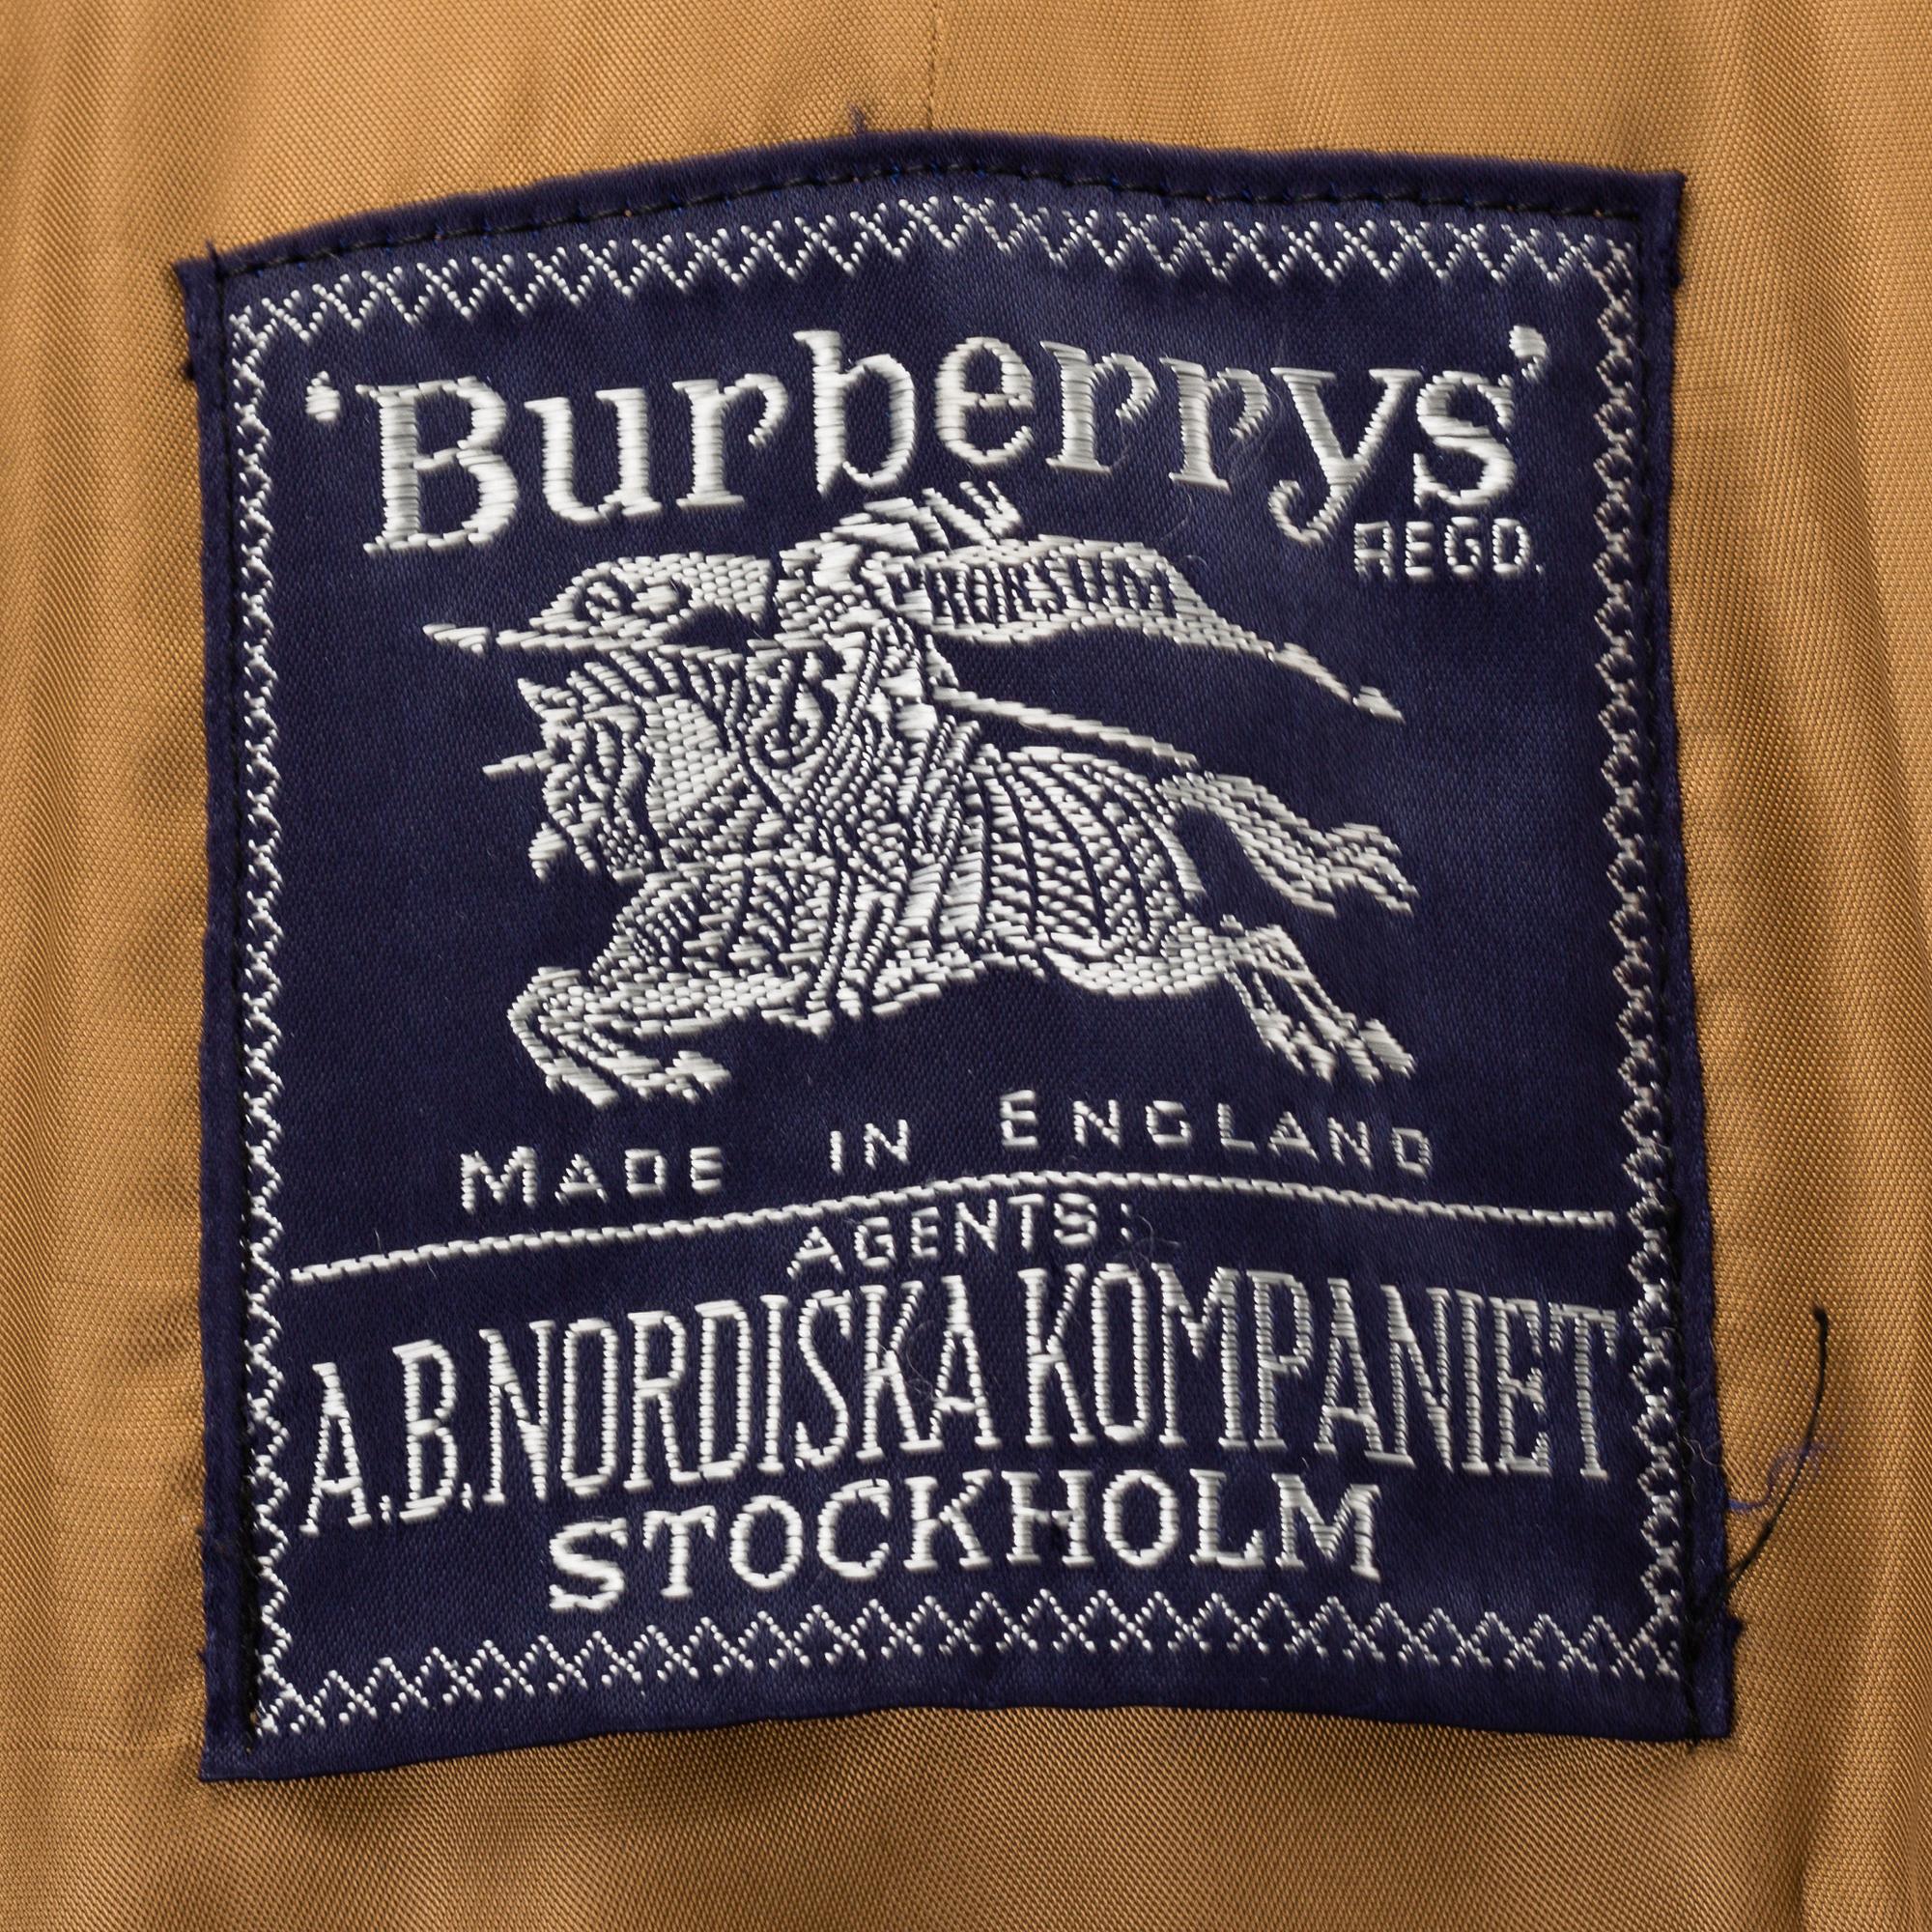 'Burberrys'
REGD.
PRORSUM
MADE IN ENGLAND
AGENTS:
A.B. NORDISKA KOMPANIET
STOCKHOLM